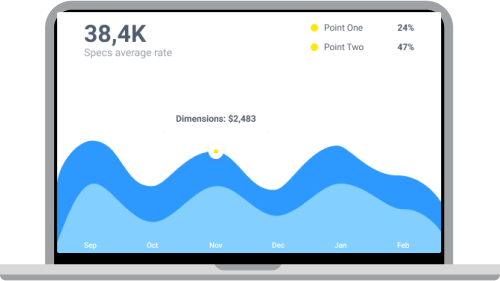 38,4K
Specs average rate
Point One 24%
Point Two 47%
Dimensions: $2,483
Sep Oct Nov Dec Jan Feb